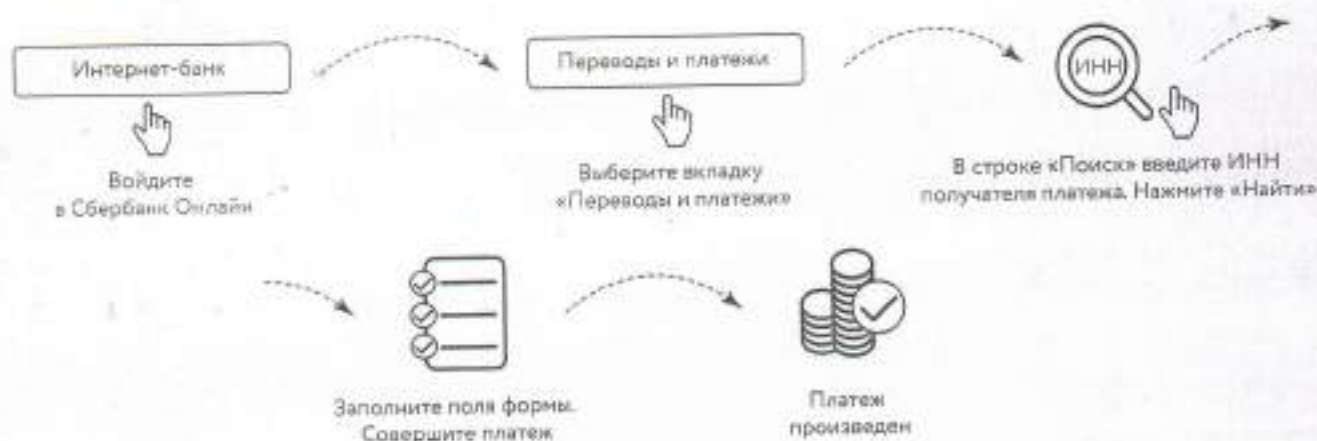 Интернет-банк
Войдите
в Сбербанк Онлайн
Переводы и платежи
Выберите вкладку
«Переводы и платежи»
ИНН
В строке «Поиск» введите ИНН
получателя платежа. Нажмите «Найти»
Заполните поля формы.
Совершите платеж
Платеж
произведен